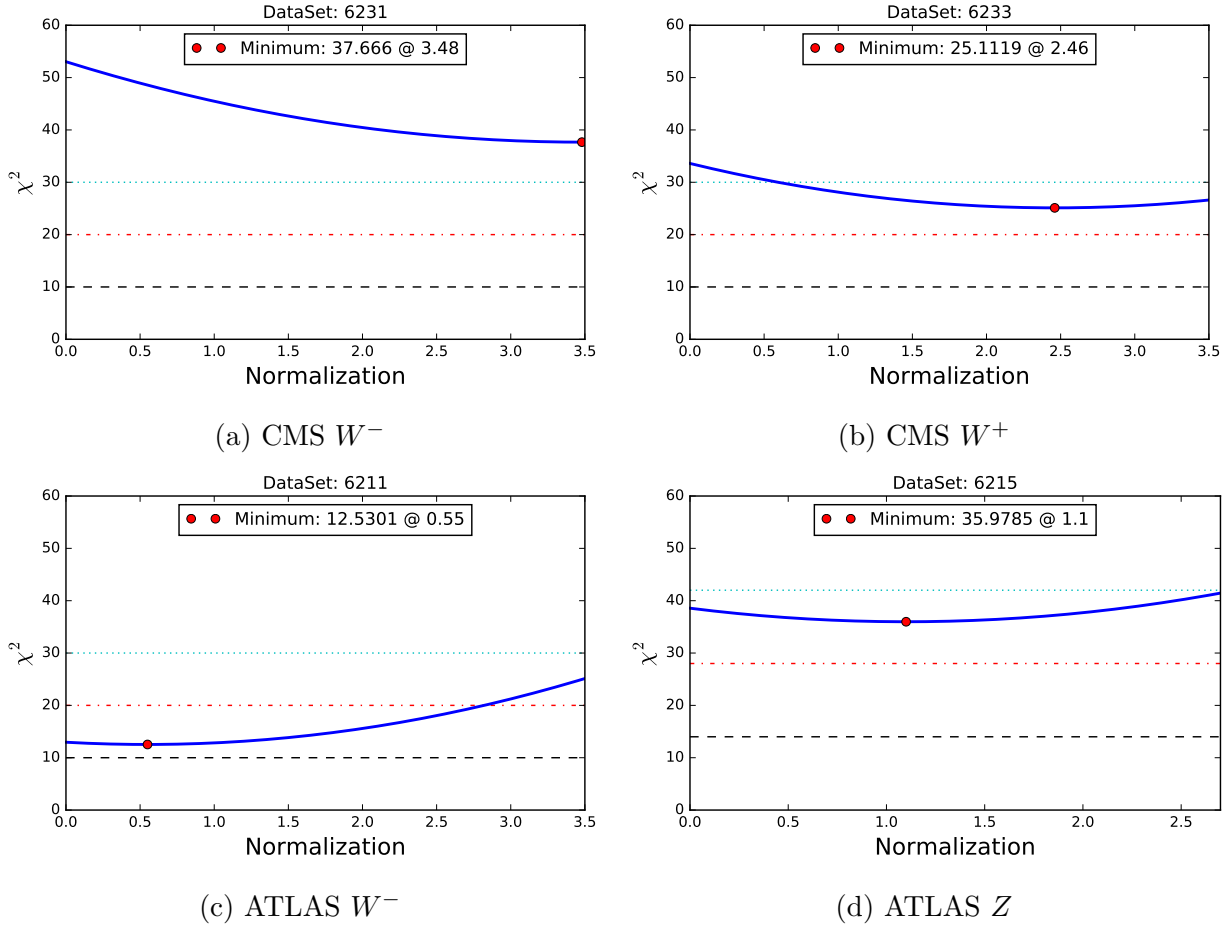 DataSet: 6231
Minimum: 37.666 @ 3.48
60
50
40
30
20
10
0
χ²
0.0 0.5 1.0 1.5 2.0 2.5 3.0 3.5
Normalization
(a) CMS W⁻
DataSet: 6233
Minimum: 25.1119 @ 2.46
60
50
40
30
20
10
0
χ²
0.0 0.5 1.0 1.5 2.0 2.5 3.0 3.5
Normalization
(b) CMS W⁺
DataSet: 6211
Minimum: 12.5301 @ 0.55
60
50
40
30
20
10
0
χ²
0.0 0.5 1.0 1.5 2.0 2.5 3.0 3.5
Normalization
(c) ATLAS W⁻
DataSet: 6215
Minimum: 35.9785 @ 1.1
60
50
40
30
20
10
0
χ²
0.0 0.5 1.0 1.5 2.0 2.5
Normalization
(d) ATLAS Z